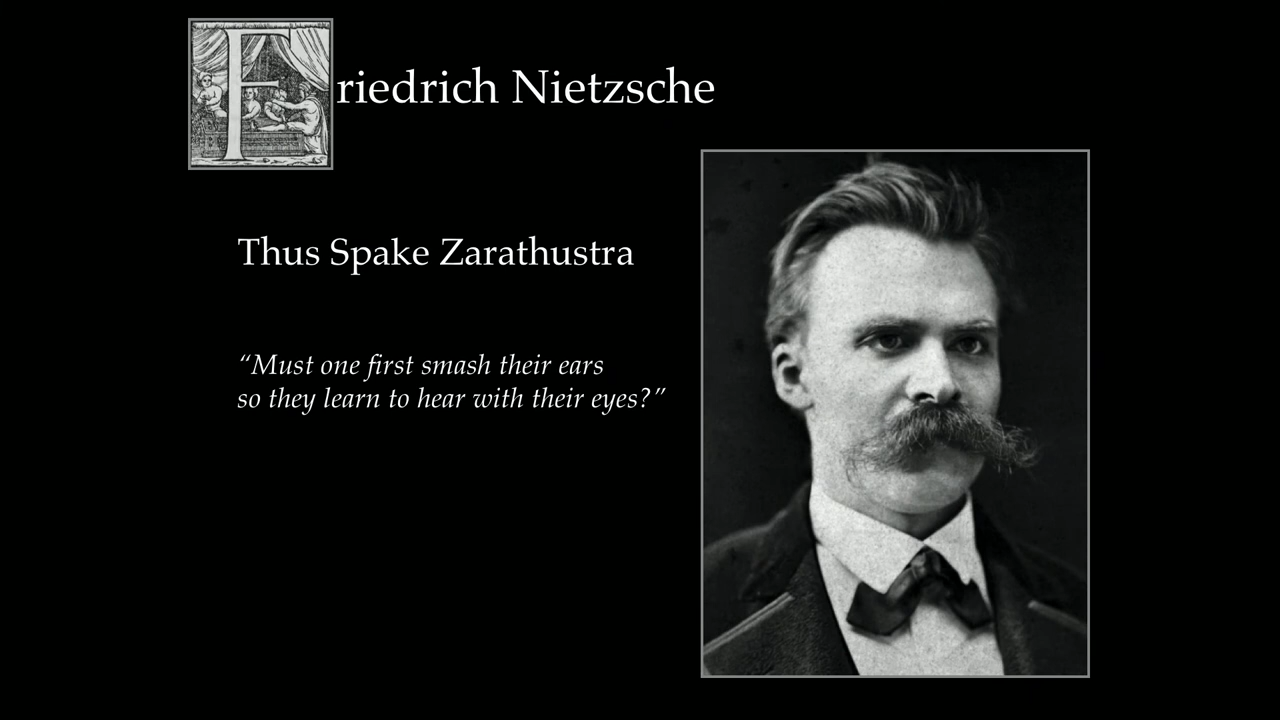 Friedrich Nietzsche
Thus Spake Zarathustra
“Must one first smash their ears
so they learn to hear with their eyes?”